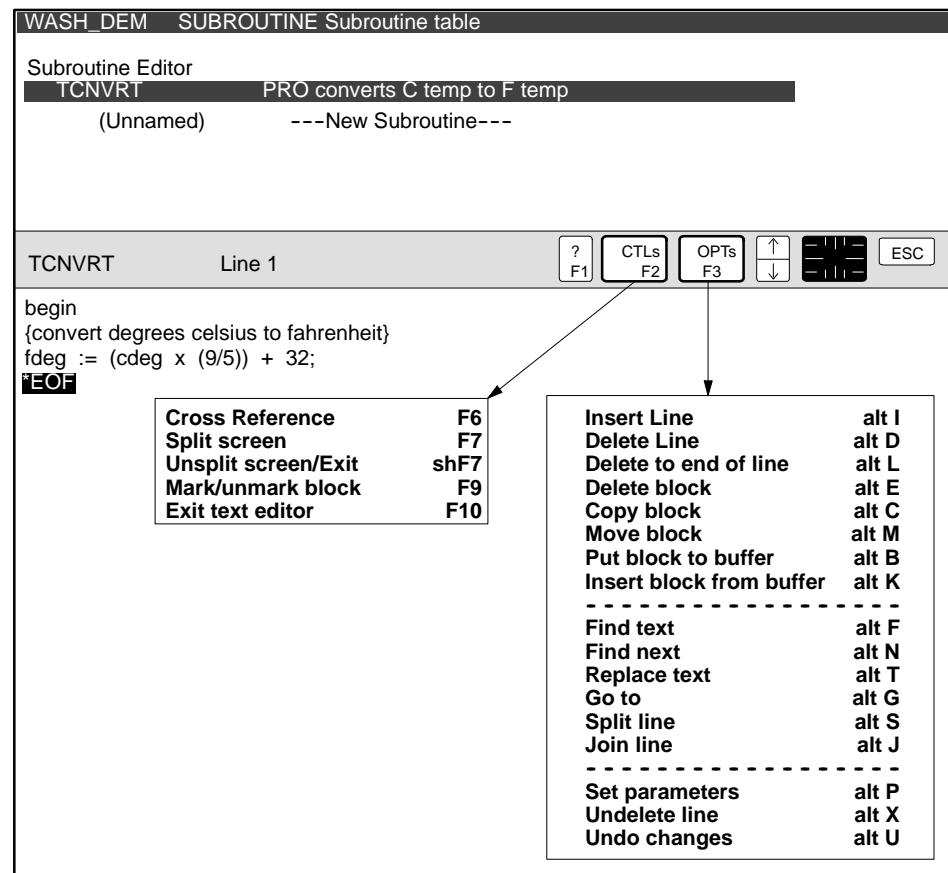 WASH_DEM SUBROUTINE Subroutine table
Subroutine Editor
TCNVRT PRO converts C temp to F temp
(Unnamed) ---New Subroutine---
TCNVRT Line 1
? F1
CTLs F2
OPTs F3
↑ ↓
ESC
begin
{convert degrees celsius to fahrenheit}
fdeg := (cdeg x (9/5)) + 32;
*EOF
Cross Reference F6
Split screen F7
Unsplit screen/Exit shF7
Mark/unmark block F9
Exit text editor F10
Insert Line alt I
Delete Line alt D
Delete to end of line alt L
Delete block alt E
Copy block alt C
Move block alt M
Put block to buffer alt B
Insert block from buffer alt K
- - - - - - - - - - - - - - - - - -
Find text alt F
Find next alt N
Replace text alt T
Go to alt G
Split line alt S
Join line alt J
- - - - - - - - - - - - - - - - - -
Set parameters alt P
Undelete line alt X
Undo changes alt U